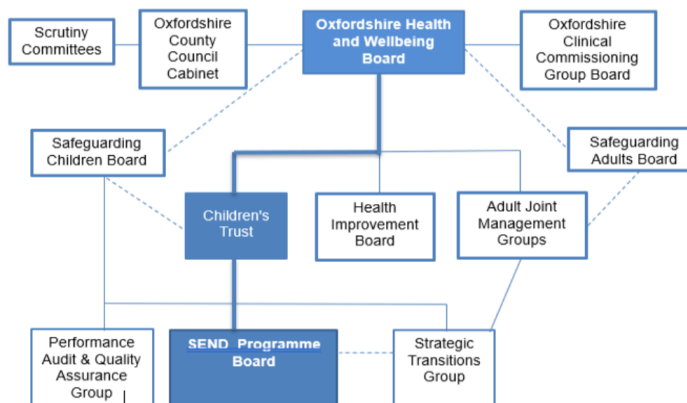 Scrutiny
Committees
Oxfordshire
County
Council
Cabinet
Oxfordshire Health
and Wellbeing
Board
Oxfordshire
Clinical
Commissioning
Group Board
Safeguarding
Children Board
Safeguarding
Adults Board
Children's
Trust
Health
Improvement
Board
Adult Joint
Management
Groups
Performance
Audit & Quality
Assurance
Group
SEND Programme
Board
Strategic
Transitions
Group